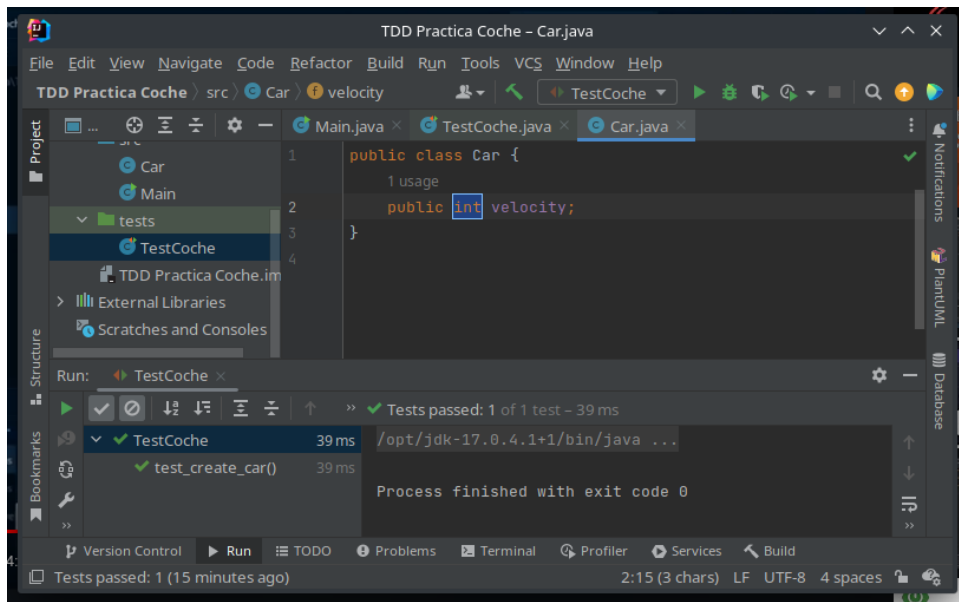 TDD Practica Coche – Car.java
File Edit View Navigate Code Refactor Build Run Tools VCS Window Help
TDD Practica Coche src Car velocity TestCoche
Project
... Main.java TestCoche.java Car.java
src
Car
Main
tests
TestCoche
TDD Practica Coche.im
External Libraries
Scratches and Consoles
1 public class Car {
1 usage
2 public int velocity;
3 }
4
Notifications
PlantUML
Database
Structure
Bookmarks
Run: TestCoche
Tests passed: 1 of 1 test – 39 ms
TestCoche 39 ms
test_create_car() 39 ms
/opt/jdk-17.0.4.1+1/bin/java ...
Process finished with exit code 0
Version Control Run TODO Problems Terminal Profiler Services Build
Tests passed: 1 (15 minutes ago) 2:15 (3 chars) LF UTF-8 4 spaces